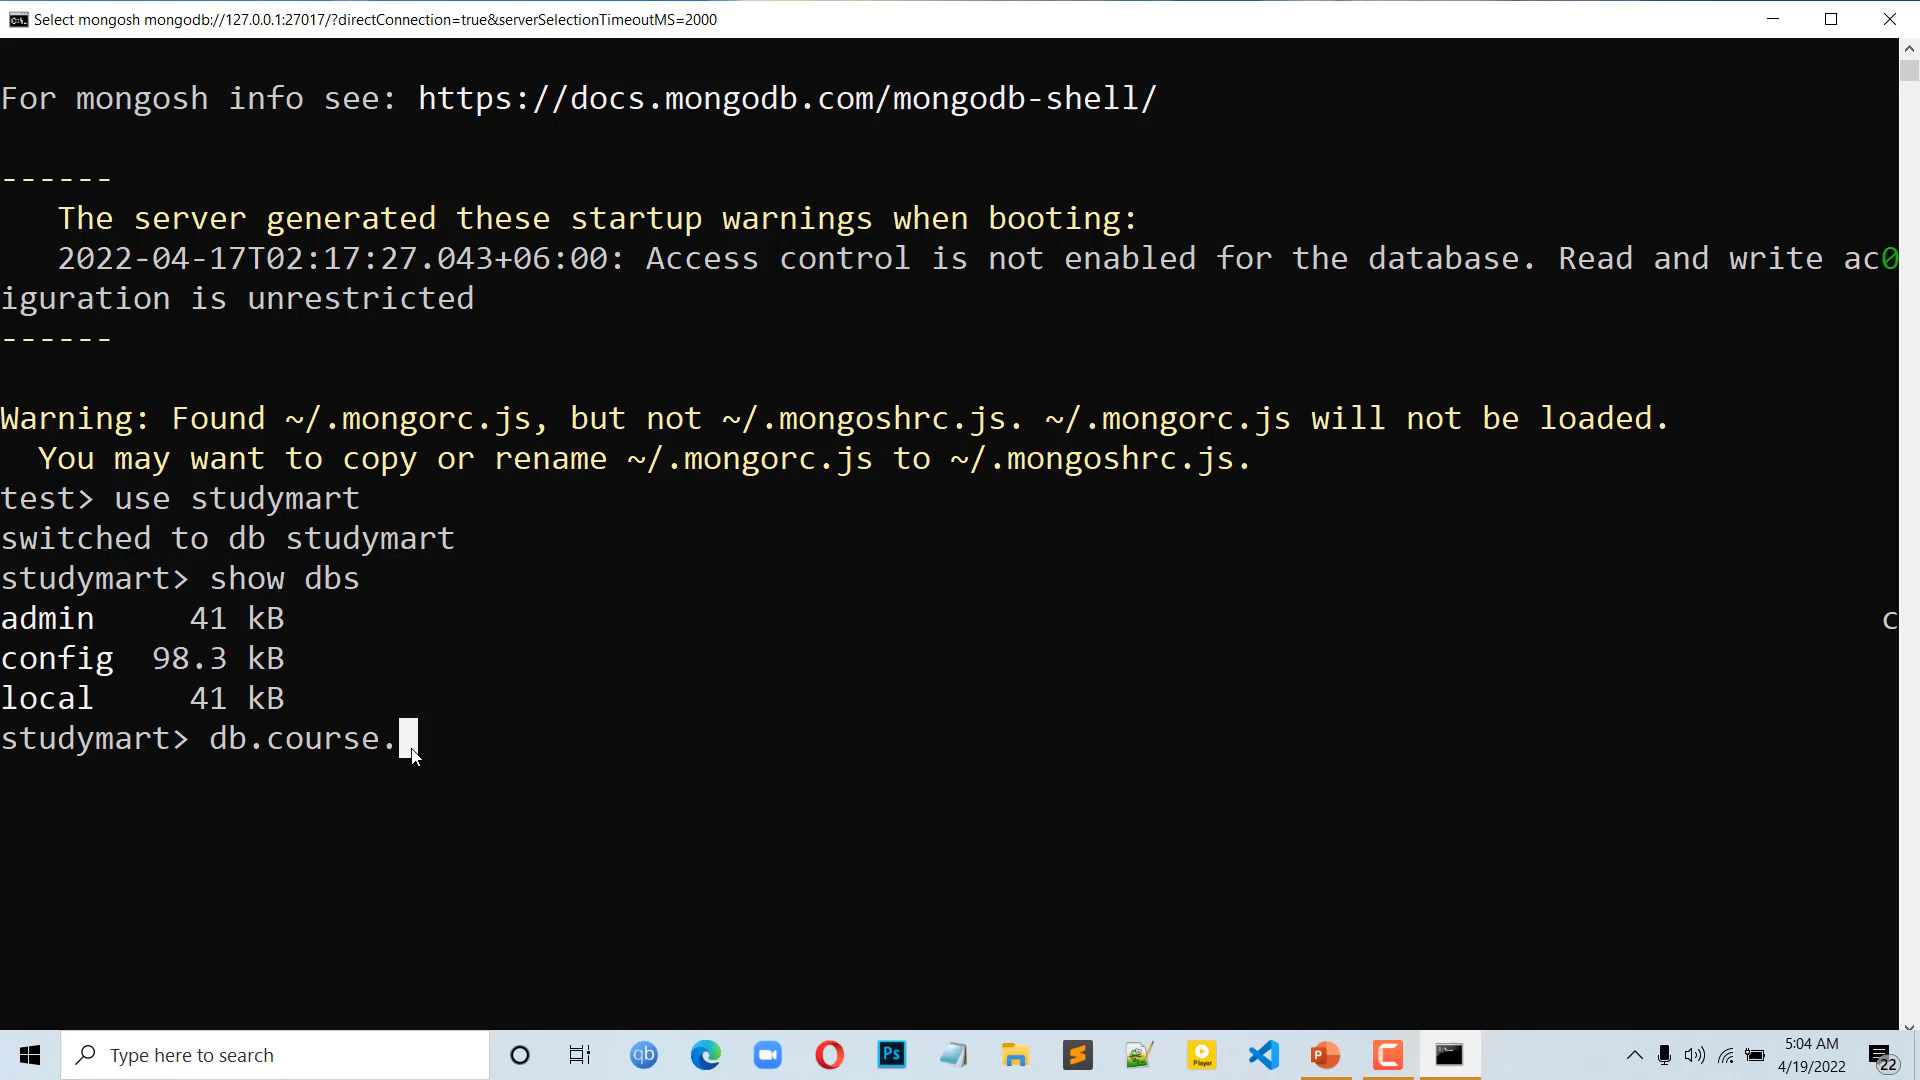 Select mongosh mongodb://127.0.0.1:27017/?directConnection=true&serverSelectionTimeoutMS=2000
For mongosh info see: https://docs.mongodb.com/mongodb-shell/
------
The server generated these startup warnings when booting:
2022-04-17T02:17:27.043+06:00: Access control is not enabled for the database. Read and write ac0
iguration is unrestricted
------
Warning: Found ~/.mongorc.js, but not ~/.mongoshrc.js. ~/.mongorc.js will not be loaded.
You may want to copy or rename ~/.mongorc.js to ~/.mongoshrc.js.
test> use studymart
switched to db studymart
studymart> show dbs
admin 41 kB c
config 98.3 kB
local 41 kB
studymart> db.course.
Type here to search
qb
Ps
Player
P
5:04 AM
4/19/2022
22